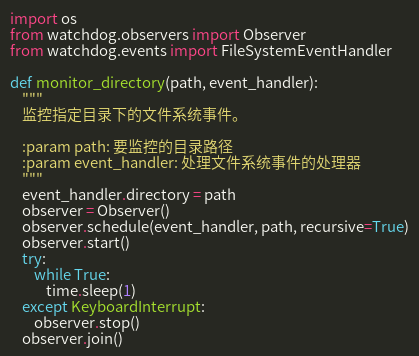 import os
from watchdog.observers import Observer
from watchdog.events import FileSystemEventHandler

def monitor_directory(path, event_handler):
    """
    监控指定目录下的文件系统事件。

    :param path: 要监控的目录路径
    :param event_handler: 处理文件系统事件的处理器
    """
    event_handler.directory = path
    observer = Observer()
    observer.schedule(event_handler, path, recursive=True)
    observer.start()
    try:
        while True:
            time.sleep(1)
    except KeyboardInterrupt:
        observer.stop()
    observer.join()